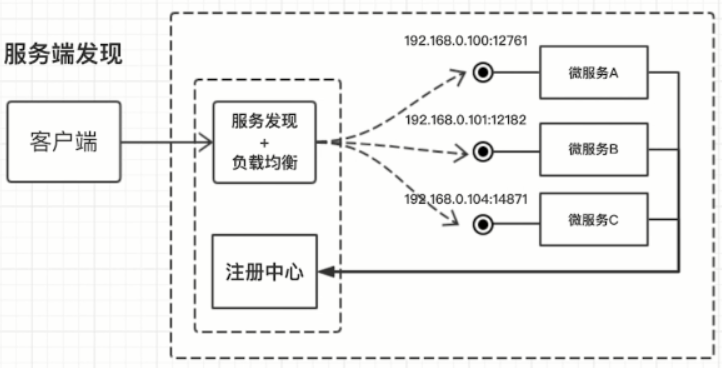 服务端发现
客户端
服务发现
+
负载均衡
注册中心
192.168.0.100:12761
微服务A
192.168.0.101:12182
微服务B
192.168.0.104:14871
微服务C